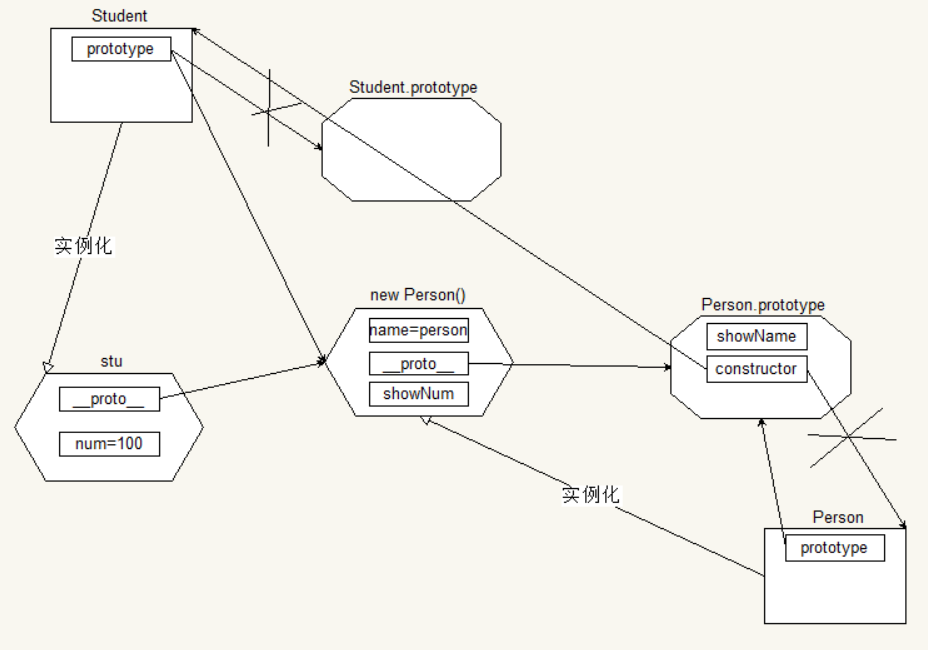 Student
prototype
Student.prototype
实例化
new Person()
name=person
__proto__
showNum
Person.prototype
showName
constructor
stu
__proto__
num=100
实例化
Person
prototype